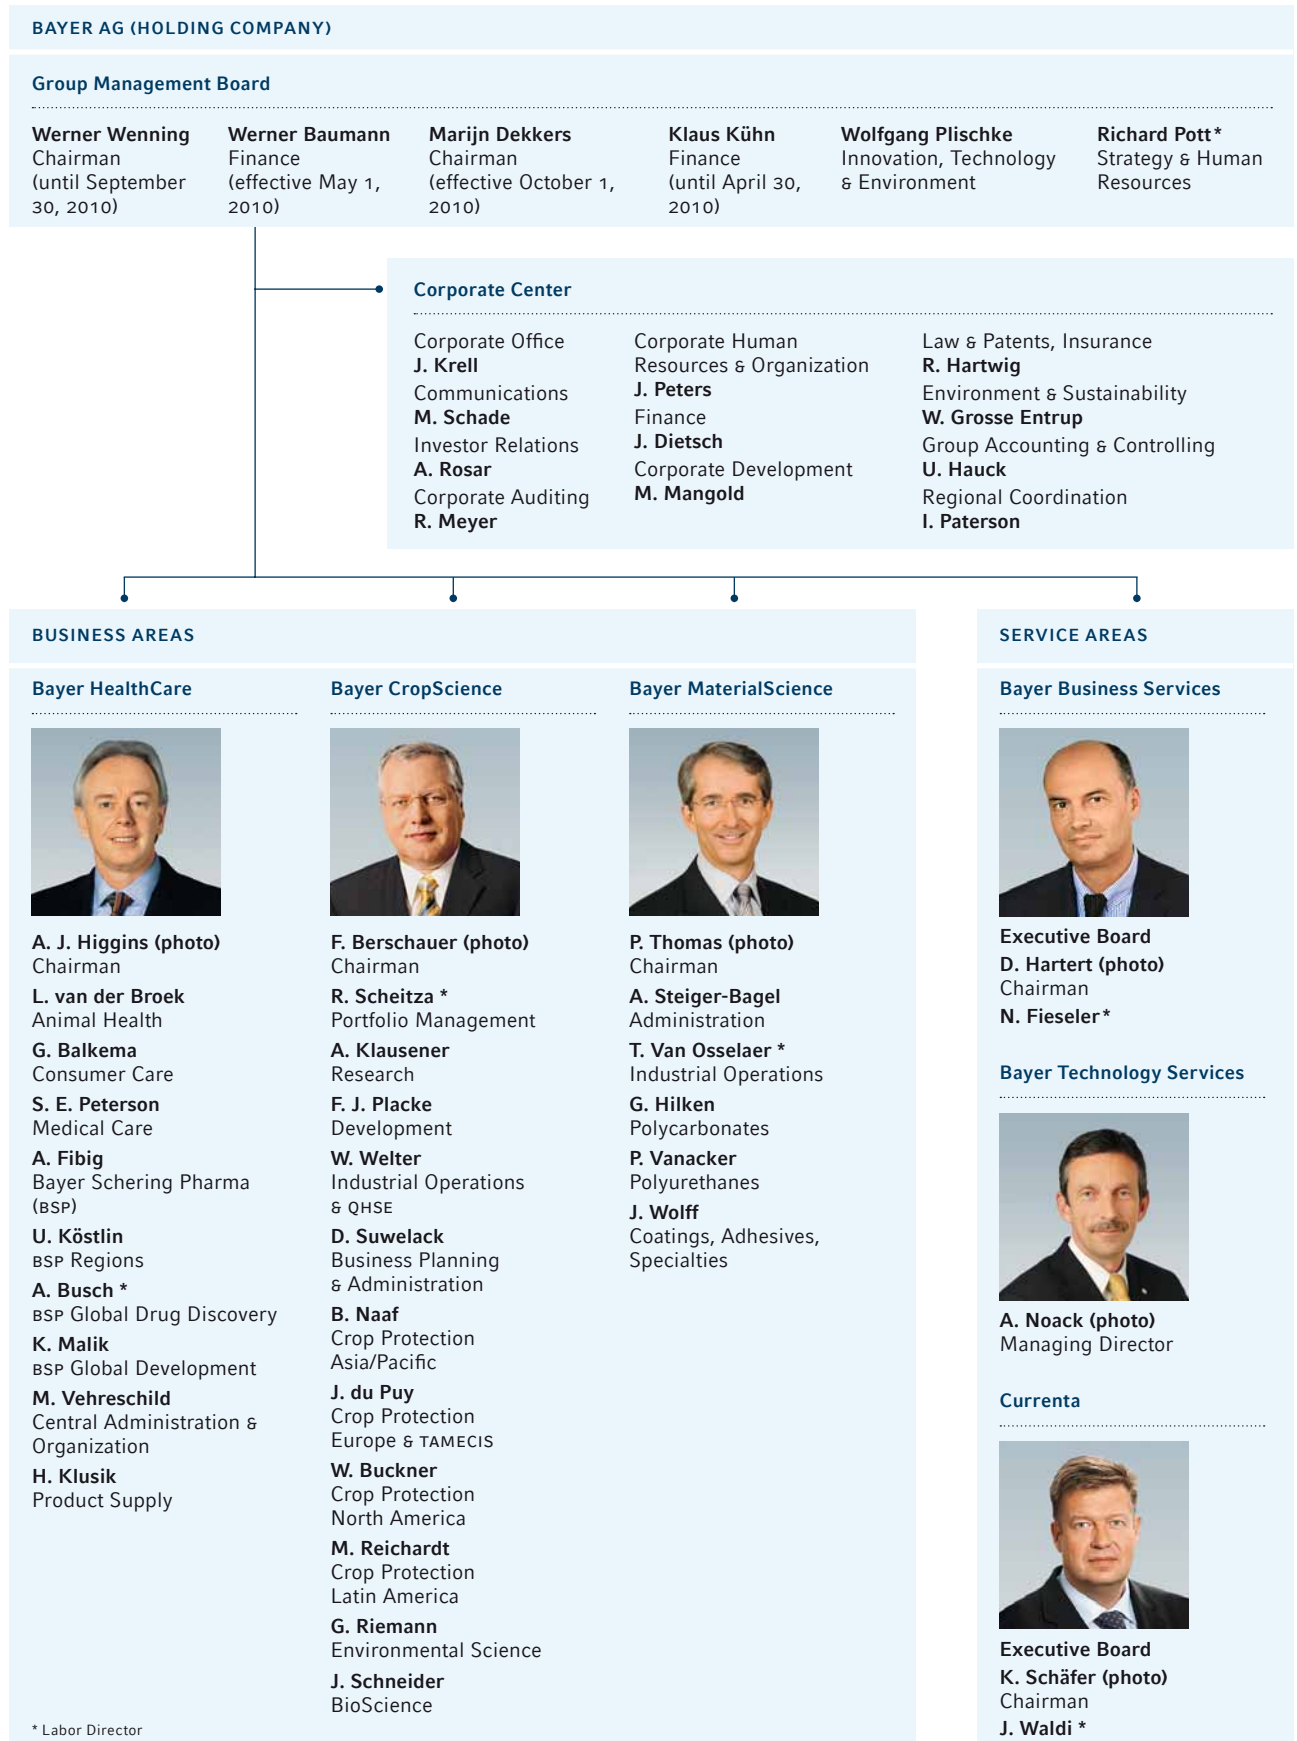 BAYER AG (HOLDING COMPANY)
Group Management Board
Werner Wenning
Chairman
(until September
30, 2010)
Werner Baumann
Finance
(effective May 1,
2010)
Marijn Dekkers
Chairman
(effective October 1,
2010)
Klaus Kühn
Finance
(until April 30,
2010)
Wolfgang Plischke
Innovation, Technology
& Environment
Richard Pott*
Strategy & Human
Resources
Corporate Center
Corporate Office
J. Krell
Communications
M. Schade
Investor Relations
A. Rosar
Corporate Auditing
R. Meyer
Corporate Human
Resources & Organization
J. Peters
Finance
J. Dietsch
Corporate Development
M. Mangold
Law & Patents, Insurance
R. Hartwig
Environment & Sustainability
W. Grosse Entrup
Group Accounting & Controlling
U. Hauck
Regional Coordination
I. Paterson
BUSINESS AREAS
Bayer HealthCare
A. J. Higgins (photo)
Chairman
L. van der Broek
Animal Health
G. Balkema
Consumer Care
S. E. Peterson
Medical Care
A. Fibig
Bayer Schering Pharma
(BSP)
U. Köstlin
BSP Regions
A. Busch *
BSP Global Drug Discovery
K. Malik
BSP Global Development
M. Vehreschild
Central Administration &
Organization
H. Klusik
Product Supply
* Labor Director
Bayer CropScience
F. Berschauer (photo)
Chairman
R. Scheitza *
Portfolio Management
A. Klausener
Research
F. J. Placke
Development
W. Welter
Industrial Operations
& QHSE
D. Suwelack
Business Planning
& Administration
B. Naaf
Crop Protection
Asia/Pacific
J. du Puy
Crop Protection
Europe & TAMECIS
W. Buckner
Crop Protection
North America
M. Reichardt
Crop Protection
Latin America
G. Riemann
Environmental Science
J. Schneider
BioScience
Bayer MaterialScience
P. Thomas (photo)
Chairman
A. Steiger-Bagel
Administration
T. Van Osselaer *
Industrial Operations
G. Hilken
Polycarbonates
P. Vanacker
Polyurethanes
J. Wolff
Coatings, Adhesives,
Specialties
SERVICE AREAS
Bayer Business Services
Executive Board
D. Hartert (photo)
Chairman
N. Fieseler*
Bayer Technology Services
A. Noack (photo)
Managing Director
Currenta
Executive Board
K. Schäfer (photo)
Chairman
J. Waldi *